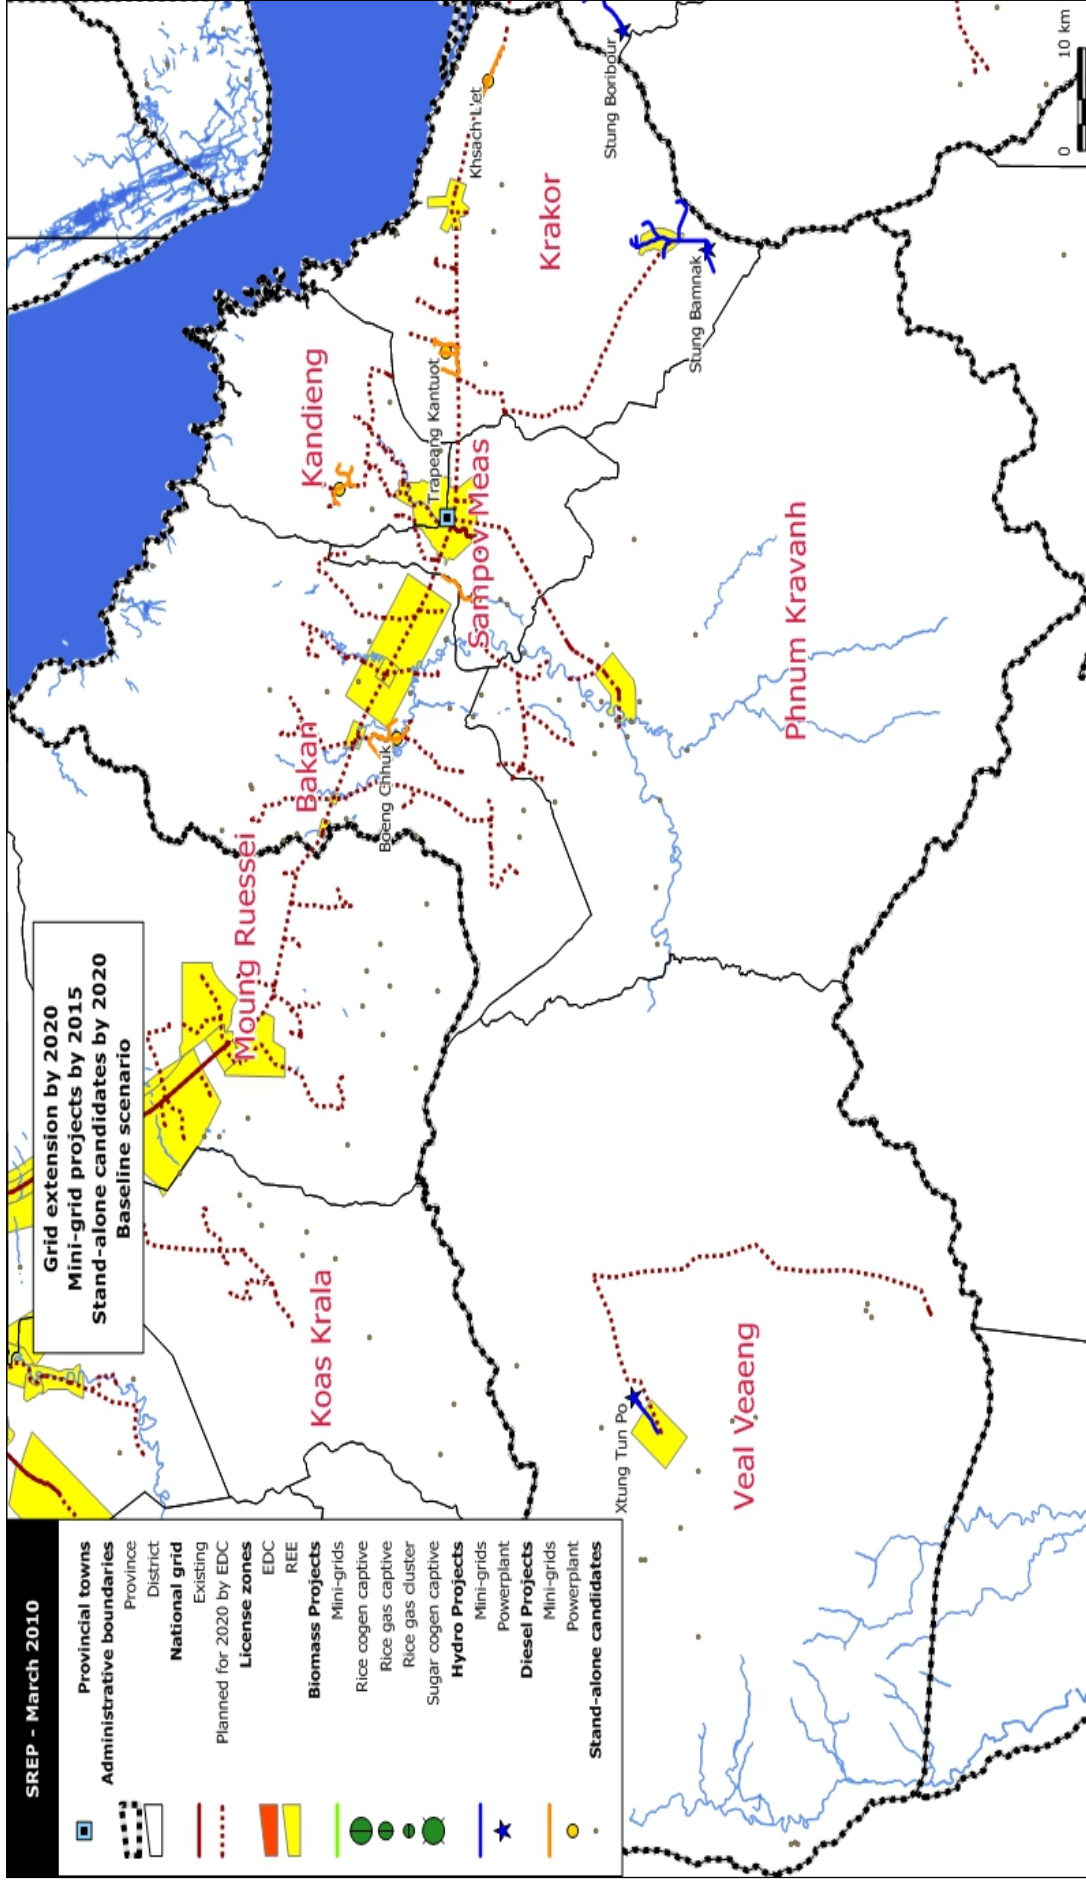 SREP - March 2010
Provincial towns
Administrative boundaries
Province
District
National grid
Existing
Planned for 2020 by EDC
License zones
EDC
REE
Biomass Projects
Mini-grids
Rice cogen captive
Rice gas captive
Rice gas cluster
Sugar cogen captive
Hydro Projects
Mini-grids
Powerplant
Diesel Projects
Mini-grids
Powerplant
Stand-alone candidates
Grid extension by 2020
Mini-grid projects by 2015
Stand-alone candidates by 2020
Baseline scenario
Koas Krala
Moung Ruessei
Bakan
Kandieng
Boeng Chhuk
Trapeang Kantuot
Sampov Meas
Khsach L'et
Krakor
Stung Boribour
Xtung Tun Po
Stung Bamnak
Veal Veaeng
Phnum Kravanh
0 10 km